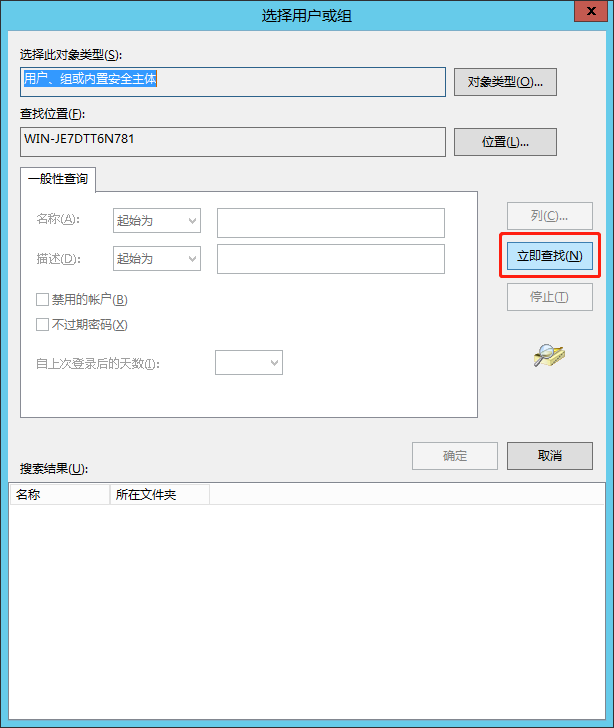 选择用户或组
x
选择此对象类型(S):
用户、组或内置安全主体
对象类型(O)...
查找位置(F):
WIN-JE7DTT6N781
位置(L)...
一般性查询
名称(A):
起始为
列(C)...
描述(D):
起始为
立即查找(N)
禁用的帐户(B)
停止(T)
不过期密码(X)
自上次登录后的天数(I):
确定
取消
搜索结果(U):
名称
所在文件夹